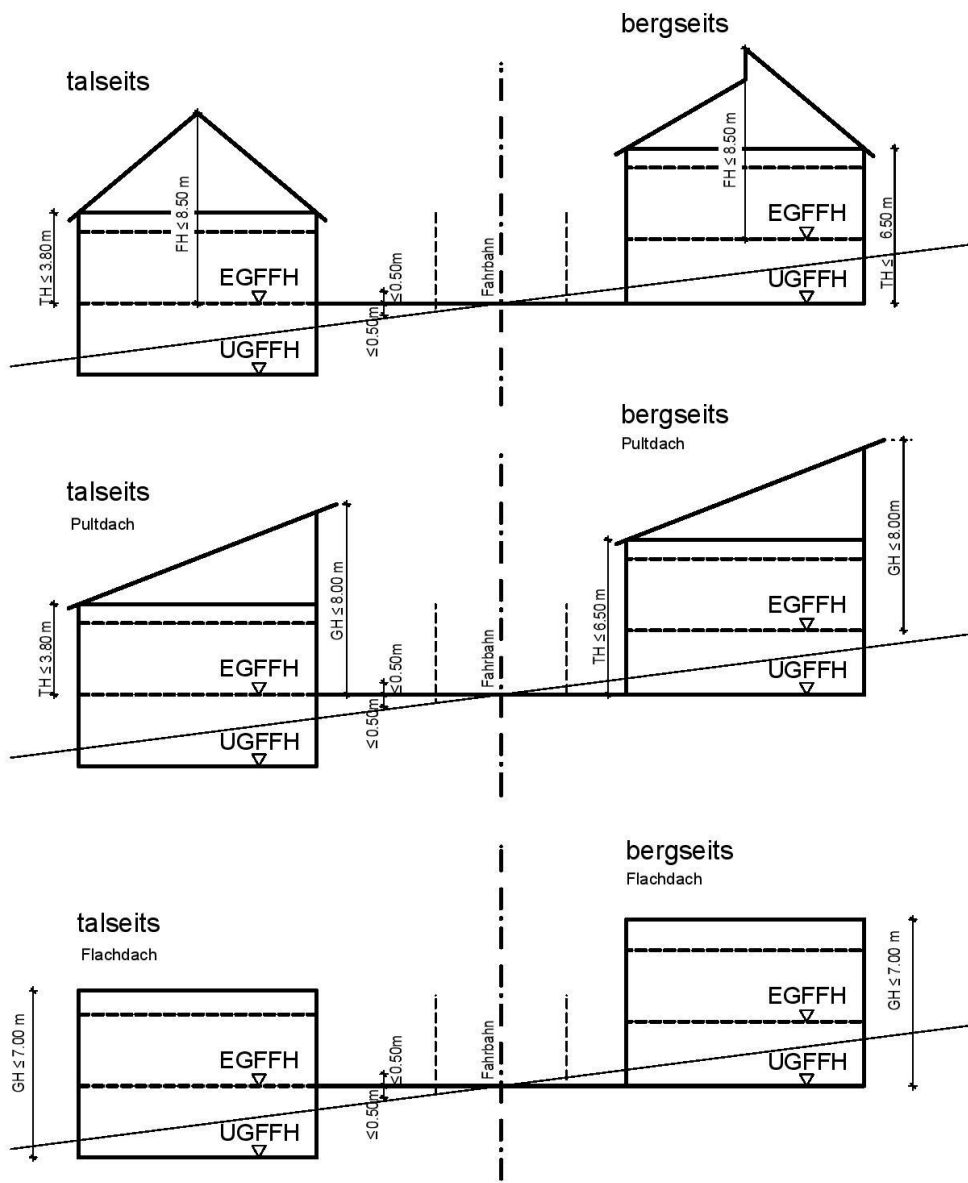 bergseits
talseits
FH ≤ 8.50 m
FH ≤ 8.50 m
TH ≤ 3.80 m
EGFFH
UGFFH
≤0.50m
≤0.50m
Fahrbahn
EGFFH
UGFFH
TH ≤ 6.50 m
bergseits
Pultdach
talseits
Pultdach
TH ≤ 3.80 m
EGFFH
UGFFH
GH ≤ 8.00 m
≤0.50m
≤0.50m
Fahrbahn
TH ≤ 6.50 m
EGFFH
UGFFH
GH ≤ 8.00m
bergseits
Flachdach
talseits
Flachdach
GH ≤ 7.00 m
EGFFH
UGFFH
≤0.50m
≤0.50m
Fahrbahn
EGFFH
UGFFH
GH ≤ 7.00 m